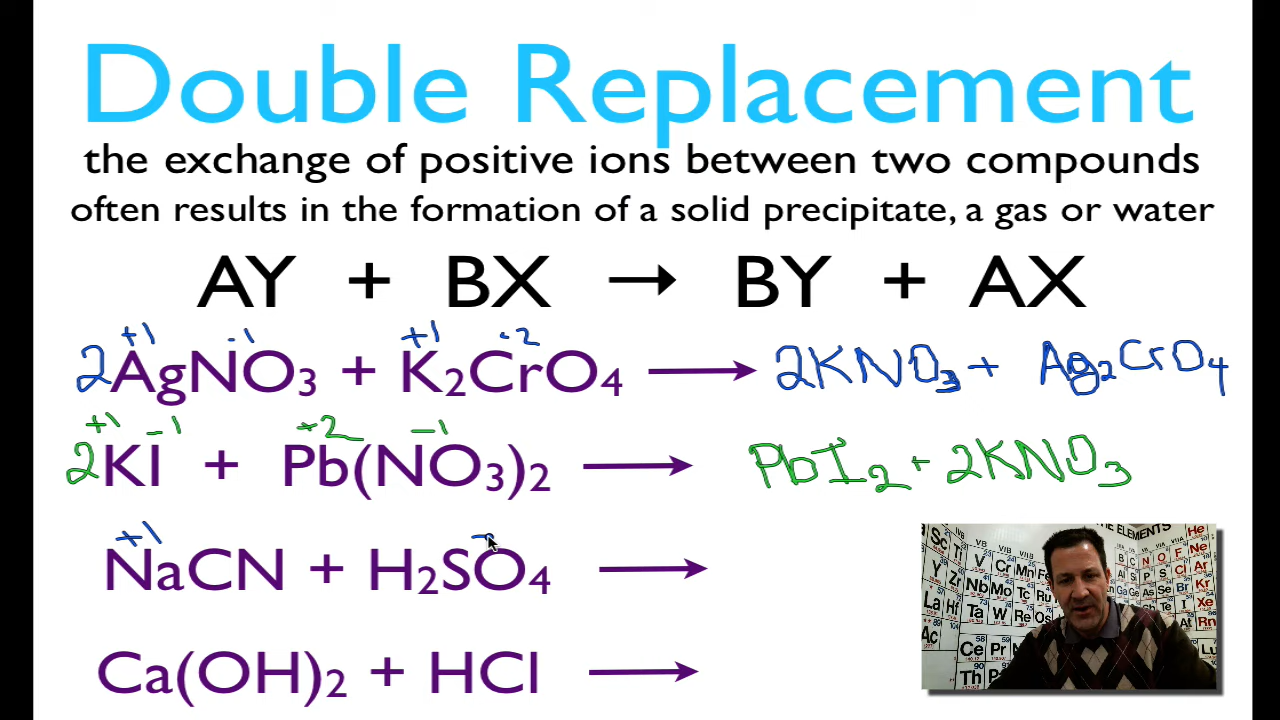 Double Replacement
the exchange of positive ions between two compounds
often results in the formation of a solid precipitate, a gas or water
AY + BX → BY + AX
+1 -1 +1 -2
2AgNO₃ + K₂CrO₄ → 2KNO₃ + Ag₂CrO₄
+1 -1 +2 -1
2KI + Pb(NO₃)₂ → PbI₂ + 2KNO₃
+1
NaCN + H₂SO₄ →
Ca(OH)₂ + HCl →
THE ELEMENTS